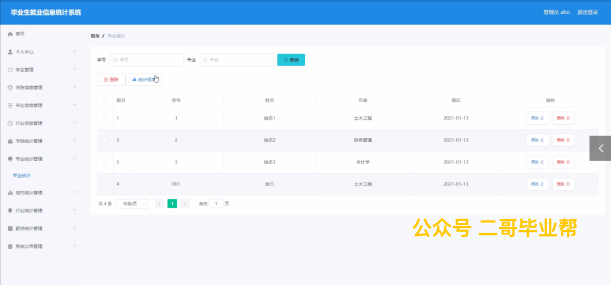 毕业生就业信息统计系统
管理员 abo 退出登录
首页
个人中心
学生管理
学院信息管理
专业信息管理
行业信息管理
学院统计管理
专业统计管理
专业统计
城市统计管理
行业统计管理
薪资统计管理
系统公告管理
首页 / 专业统计
学号 学号 专业 专业 查询
删除 统计报表
索引 学号 姓名 专业 登记 操作
1 1 姓名1 土木工程 2021-01-13 修改 删除
2 2 姓名2 财务管理 2021-01-13 修改 删除
3 3 姓名3 会计学 2021-01-13 修改 删除
4 001 张三 土木工程 2021-01-13 修改 删除
共 4 条 10条/页 1 前往 1 页
公众号 二哥毕业帮